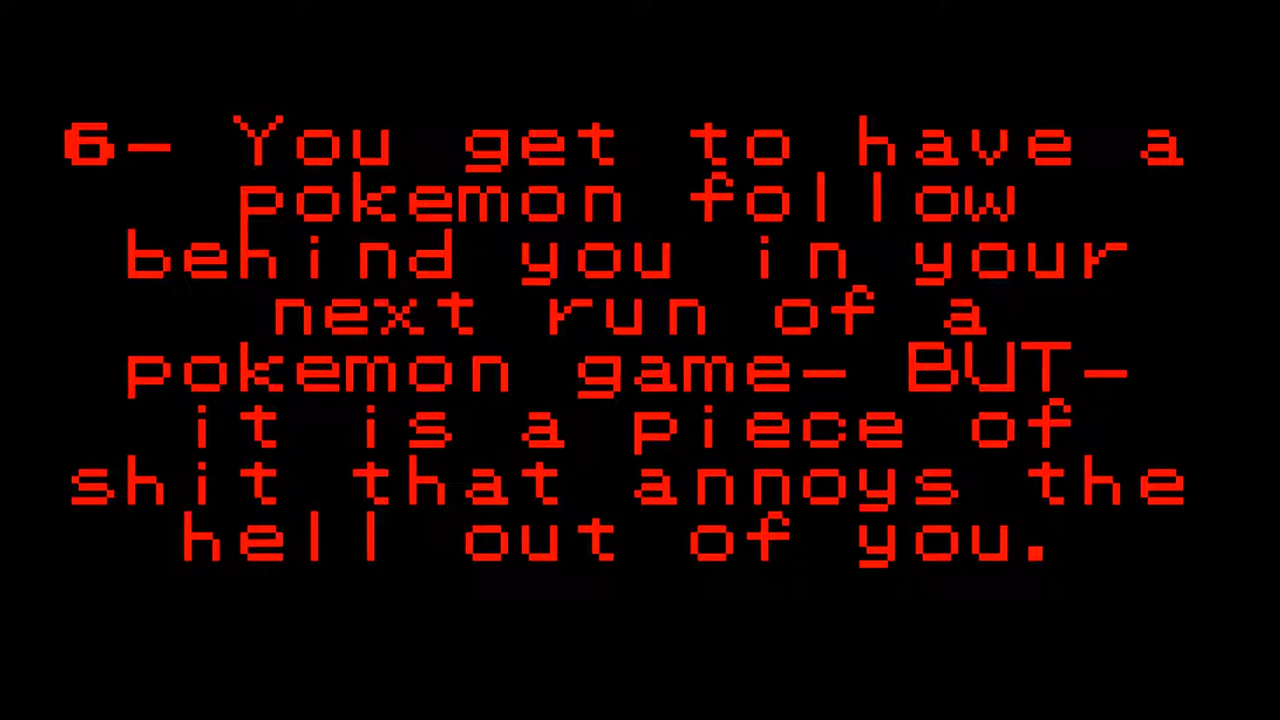 6- You get to have a
pokemon follow
behind you in your
next run of a
pokemon game- BUT-
it is a piece of
shit that annoys the
hell out of you.